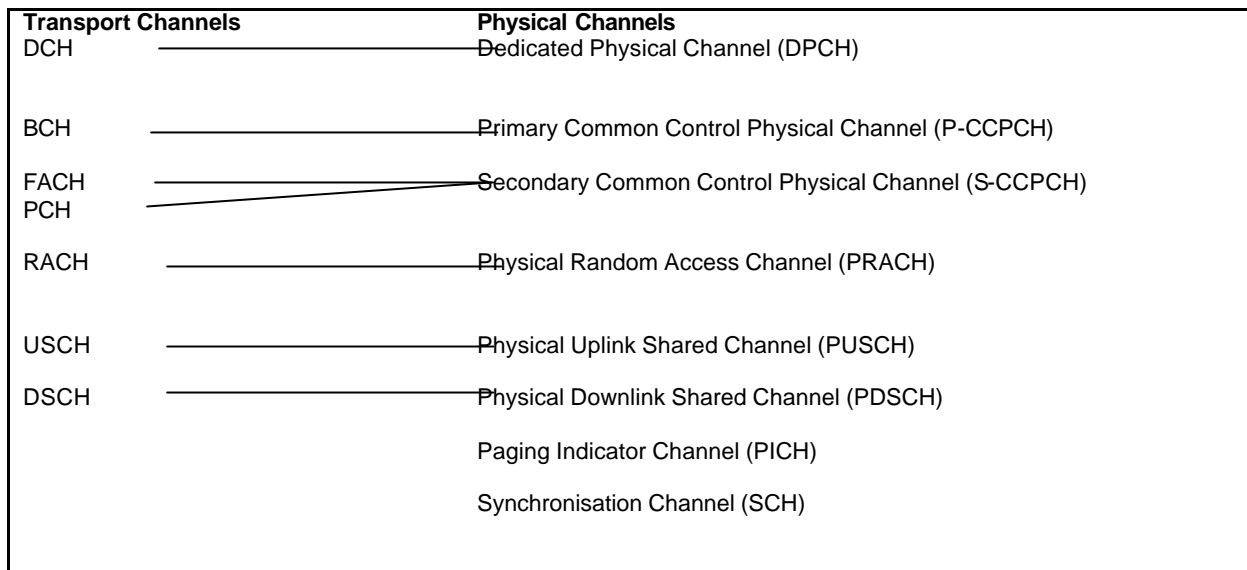 Transport Channels Physical Channels
DCH Dedicated Physical Channel (DPCH)
BCH Primary Common Control Physical Channel (P-CCPCH)
FACH Secondary Common Control Physical Channel (S-CCPCH)
PCH
RACH Physical Random Access Channel (PRACH)
USCH Physical Uplink Shared Channel (PUSCH)
DSCH Physical Downlink Shared Channel (PDSCH)
Paging Indicator Channel (PICH)
Synchronisation Channel (SCH)